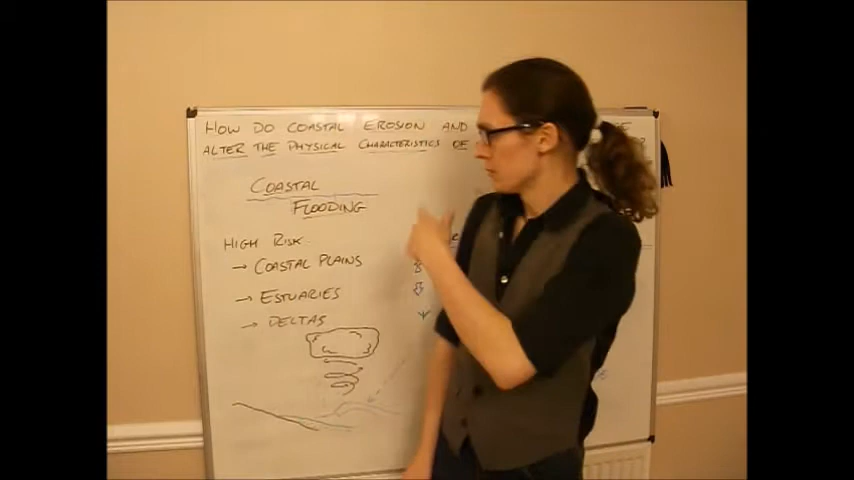 HOW DO COASTAL EROSION AND
ALTER THE PHYSICAL CHARACTERISTICS OF
COASTAL
FLOODING
HIGH RISK
→ COASTAL PLAINS
→ ESTUARIES
→ DELTAS